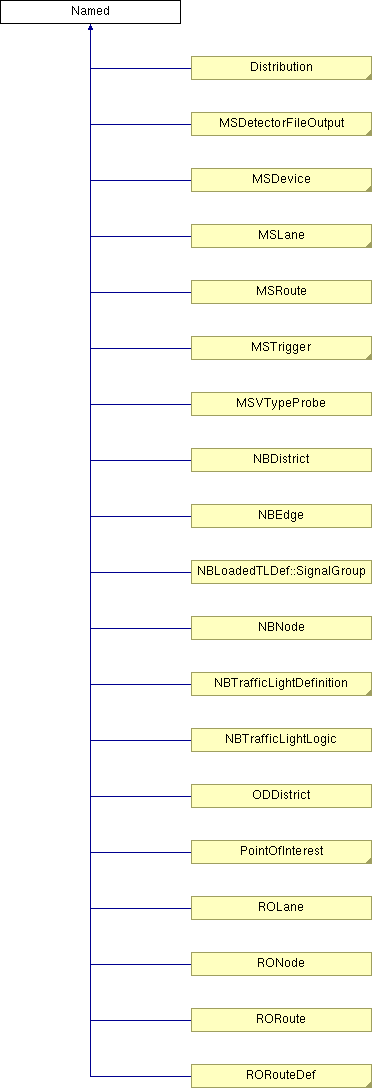 Named
Distribution
MSDetectorFileOutput
MSDevice
MSLane
MSRoute
MSTrigger
MSVTypeProbe
NBDistrict
NBEdge
NBLoadedTLDef::SignalGroup
NBNode
NBTrafficLightDefinition
NBTrafficLightLogic
ODDistrict
PointOfInterest
ROLane
RONode
RORoute
RORouteDef